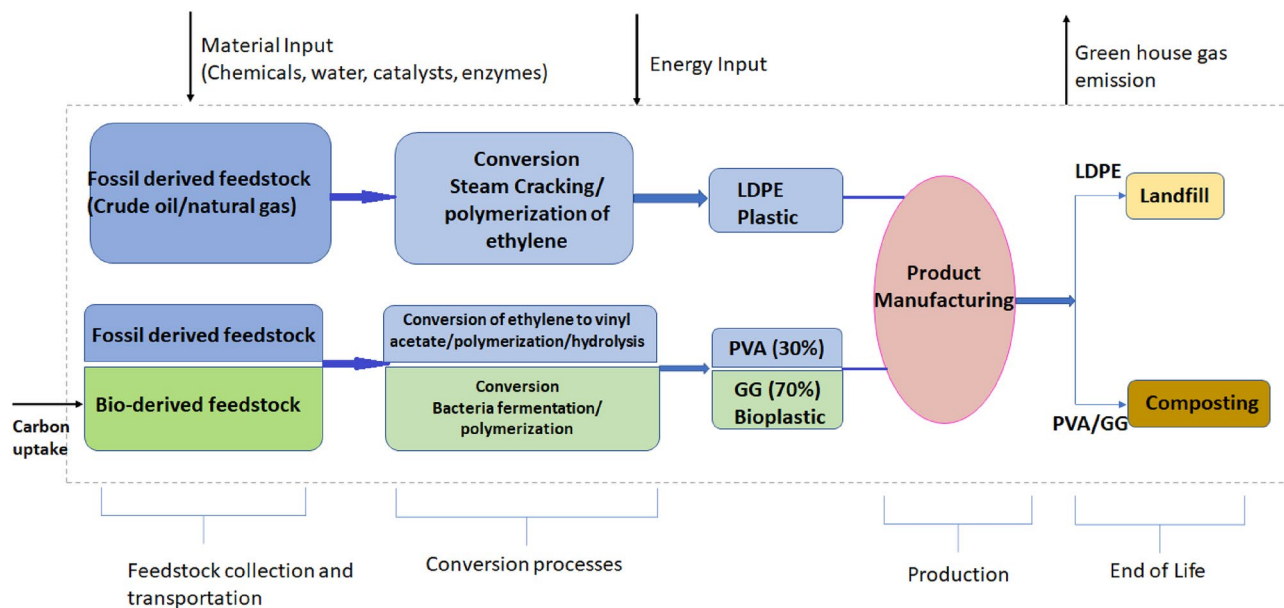 Material Input
(Chemicals, water, catalysts, enzymes)
Energy Input
Green house gas
emission
Fossil derived feedstock
(Crude oil/natural gas)
Conversion
Steam Cracking/
polymerization of
ethylene
LDPE
Plastic
Product
Manufacturing
LDPE
Landfill
Fossil derived feedstock
Bio-derived feedstock
Conversion of ethylene to vinyl
acetate/polymerization/hydrolysis
Conversion
Bacteria fermentation/
polymerization
PVA (30%)
GG (70%)
Bioplastic
PVA/GG
Composting
Carbon
uptake
Feedstock collection and
transportation
Conversion processes
Production
End of Life